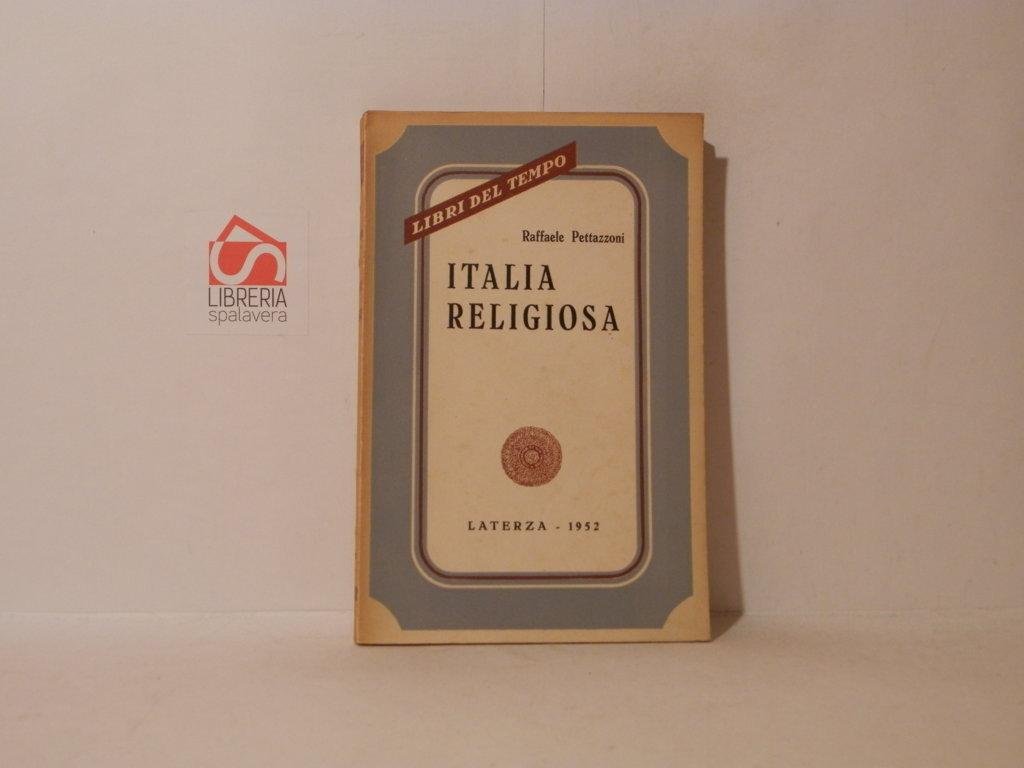 LIBRI DEL TEMPO
Raffaele Pettazzoni
ITALIA
RELIGIOSA
LATERZA - 1952
LIBRERIA
spalavera